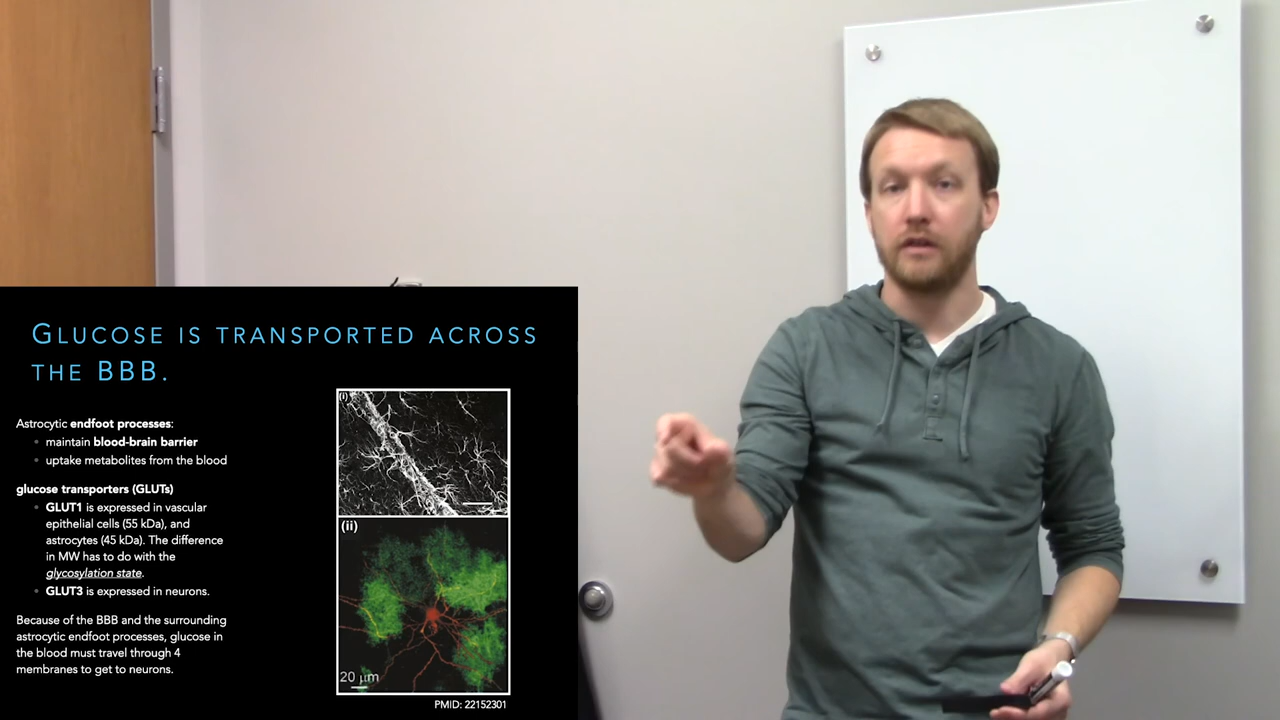 GLUCOSE IS TRANSPORTED ACROSS
THE BBB.
Astrocytic endfoot processes:
• maintain blood-brain barrier
• uptake metabolites from the blood
glucose transporters (GLUTs)
• GLUT1 is expressed in vascular
epithelial cells (55 kDa), and
astrocytes (45 kDa). The difference
in MW has to do with the
glycosylation state.
• GLUT3 is expressed in neurons.
Because of the BBB and the surrounding
astrocytic endfoot processes, glucose in
the blood must travel through 4
membranes to get to neurons.
(i)
(ii)
20 μm
PMID: 22152301